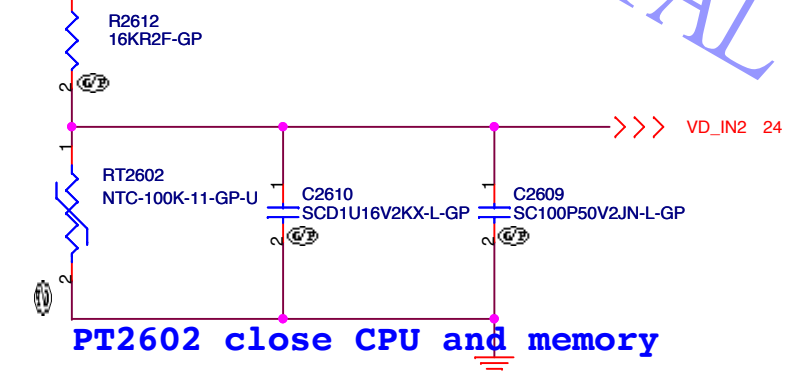 TAL
R2612
16KR2F-GP
2
G/P
VD_IN2 24
1
RT2602
NTC-100K-11-GP-U
1
C2610
SCD1U16V2KX-L-GP
2
G/P
1
C2609
SC100P50V2JN-L-GP
2
G/P
2
PT2602 close CPU and memory